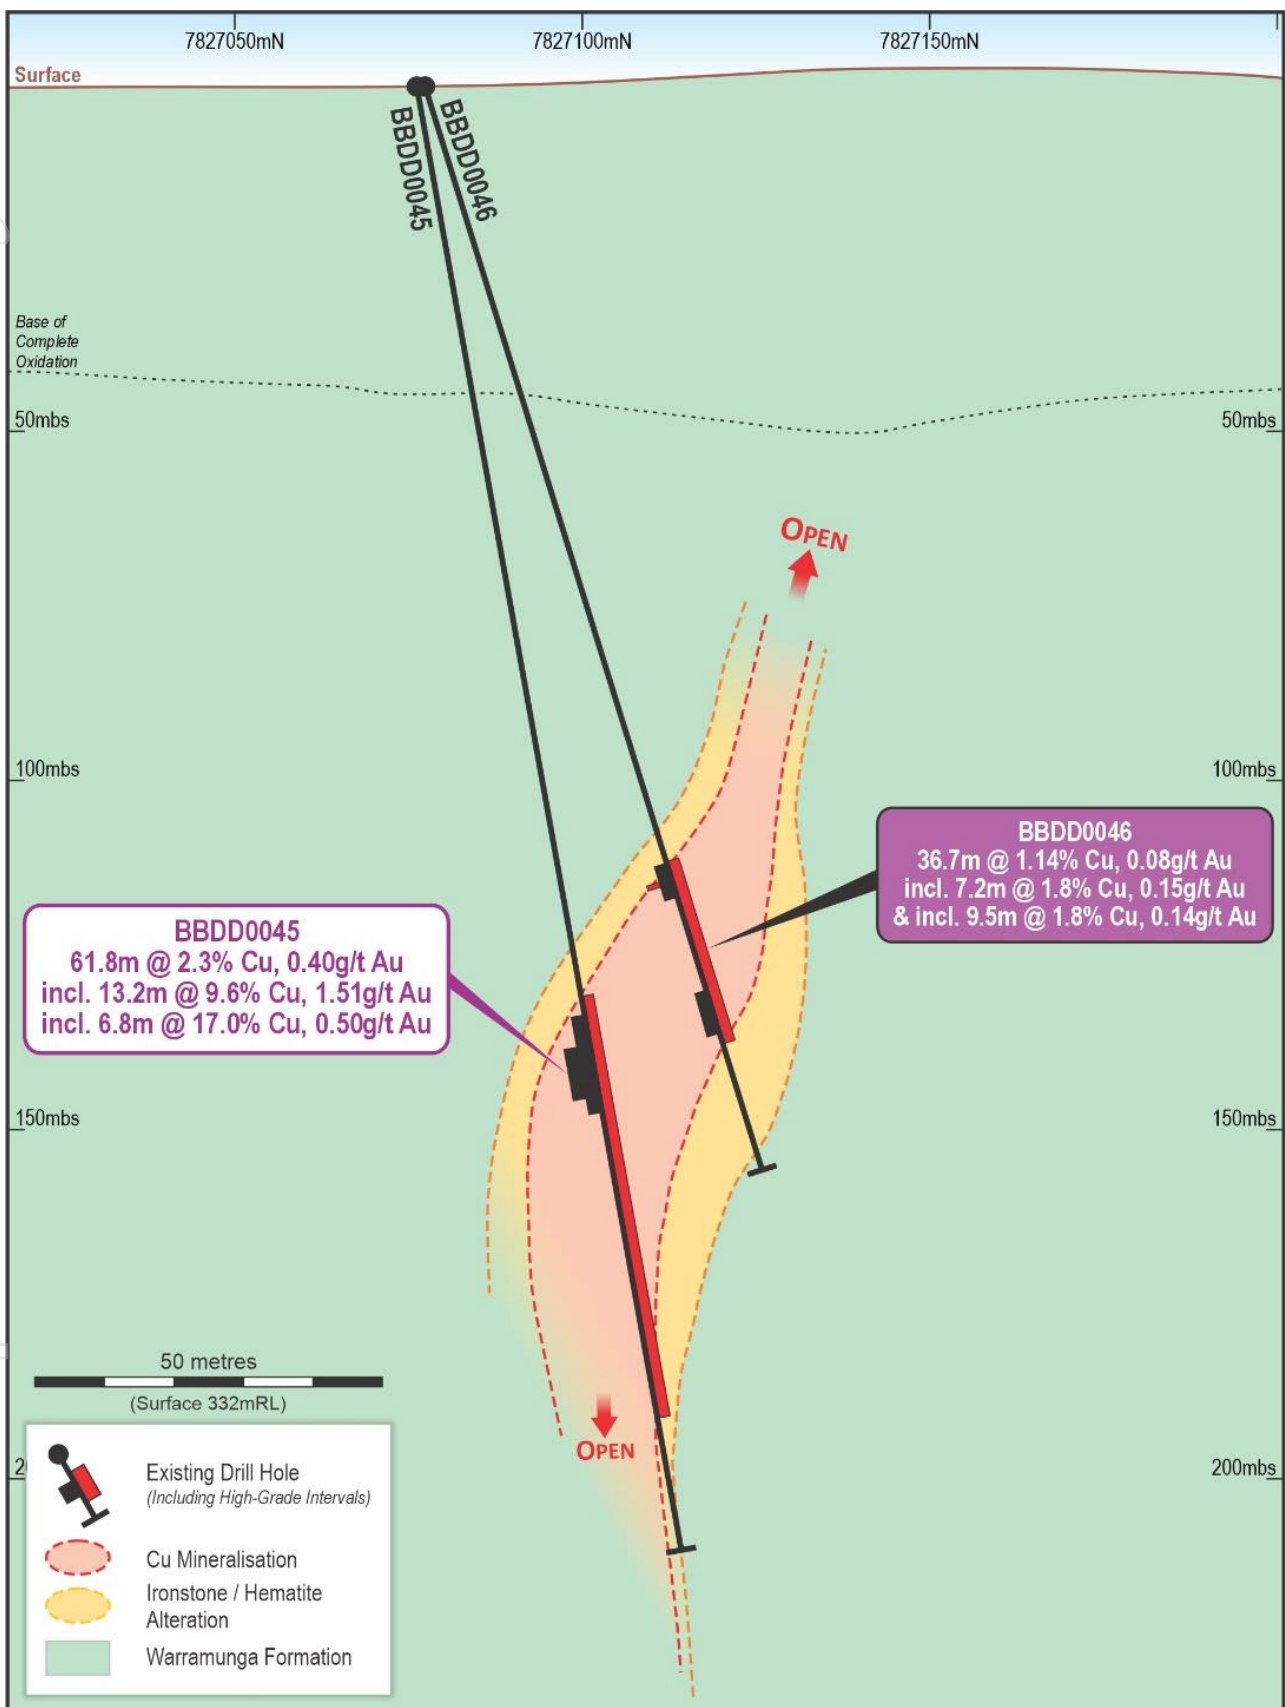 7827050mN
7827100mN
7827150mN
Surface
BBDD0045
BBDD0046
Base of
Complete
Oxidation
50mbs
50mbs
OPEN
100mbs
100mbs
BBDD0046
36.7m @ 1.14% Cu, 0.08g/t Au
incl. 7.2m @ 1.8% Cu, 0.15g/t Au
& incl. 9.5m @ 1.8% Cu, 0.14g/t Au
BBDD0045
61.8m @ 2.3% Cu, 0.40g/t Au
incl. 13.2m @ 9.6% Cu, 1.51g/t Au
incl. 6.8m @ 17.0% Cu, 0.50g/t Au
150mbs
150mbs
50 metres
(Surface 332mRL)
OPEN
200mbs
Existing Drill Hole
(Including High-Grade Intervals)
Cu Mineralisation
Ironstone / Hematite
Alteration
Warramunga Formation